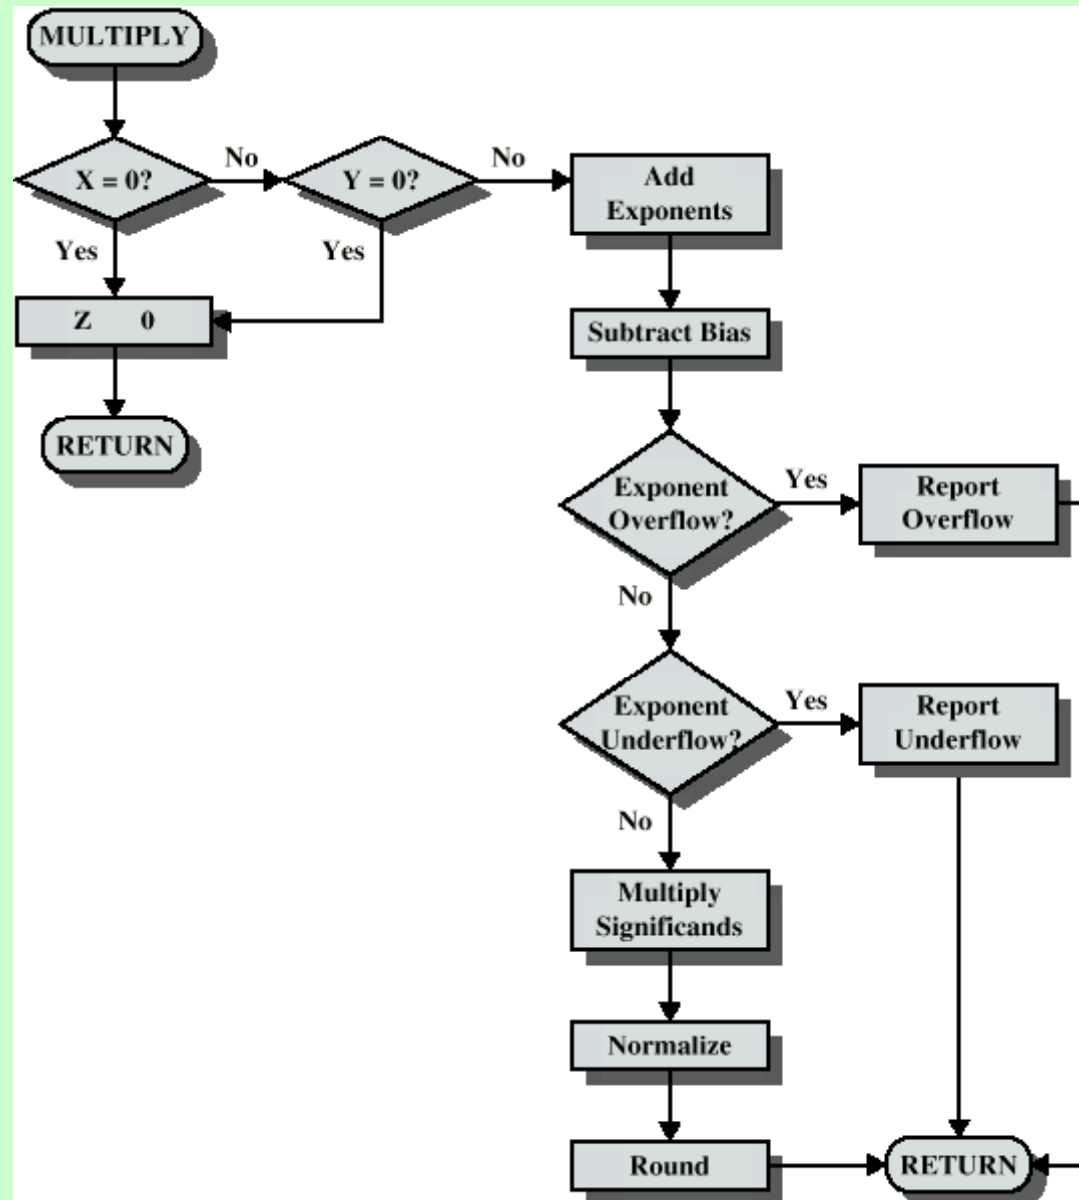 MULTIPLY
X = 0?
No
Y = 0?
No
Add
Exponents
Yes
Yes
Z 0
Subtract Bias
RETURN
Exponent
Overflow?
Yes
Report
Overflow
No
Exponent
Underflow?
Yes
Report
Underflow
No
Multiply
Significands
Normalize
Round
RETURN